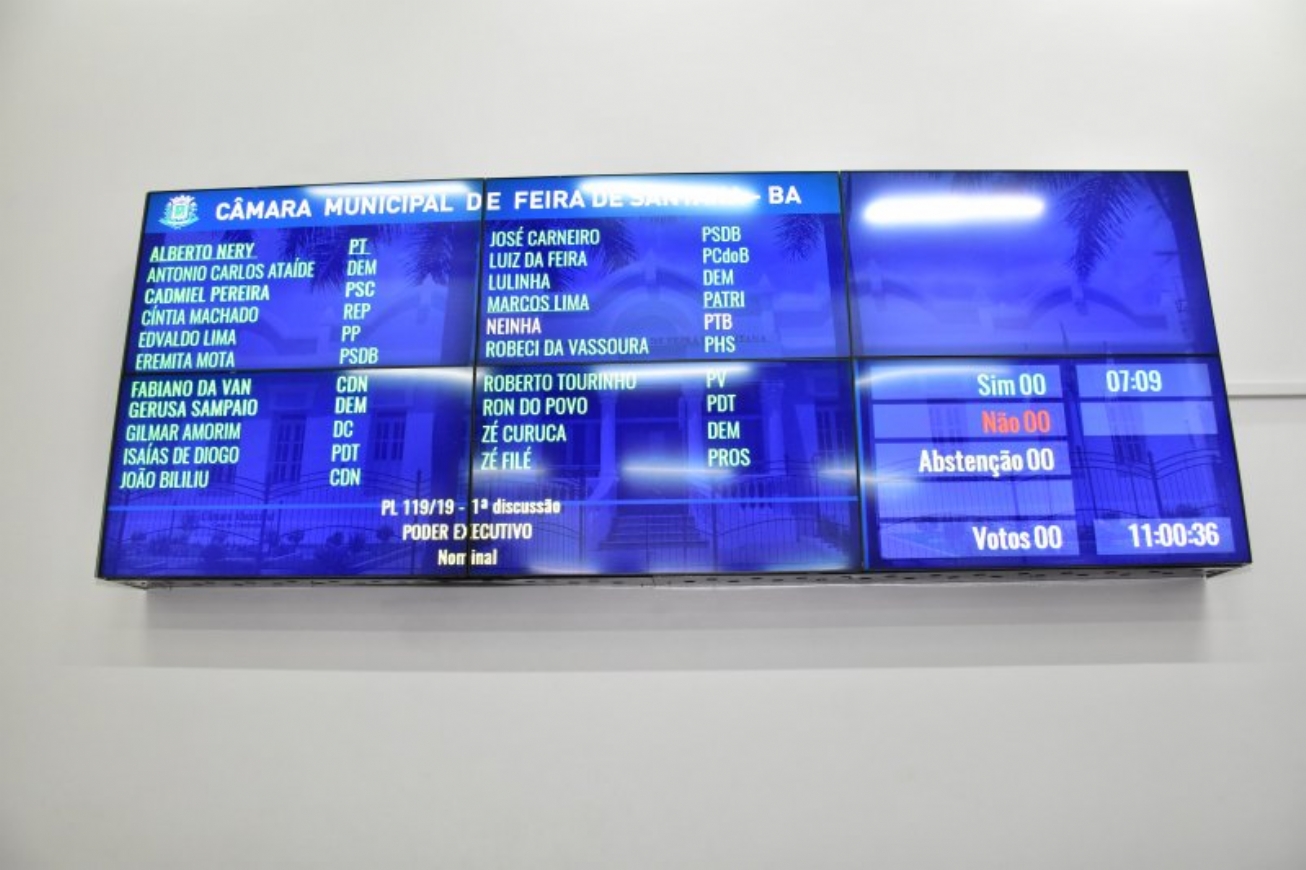 CÂMARA MUNICIPAL DE FEIRA DE SANTANA - BA
ALBERTO NERY PT
ANTONIO CARLOS ATAÍDE DEM
CADMIEL PEREIRA PSC
CÍNTIA MACHADO REP
EDVALDO LIMA PP
EREMITA MOTA PSDB
FABIANO DA VAN CDN
GERUSA SAMPAIO DEM
GILMAR AMORIM DC
ISAÍAS DE DIOGO PDT
JOÃO BILILIU CDN
JOSÉ CARNEIRO PSDB
LUIZ DA FEIRA PCdoB
LULINHA DEM
MARCOS LIMA PATRI
NEINHA PTB
ROBECI DA VASSOURA PHS
ROBERTO TOURINHO PV
RON DO POVO PDT
ZÉ CURUCA DEM
ZÉ FILÉ PROS
PL 119/19 - 1ª discussão
PODER EXECUTIVO
Nominal
Sim 00 07:09
Não 00
Abstenção 00
Votos 00 11:00:36